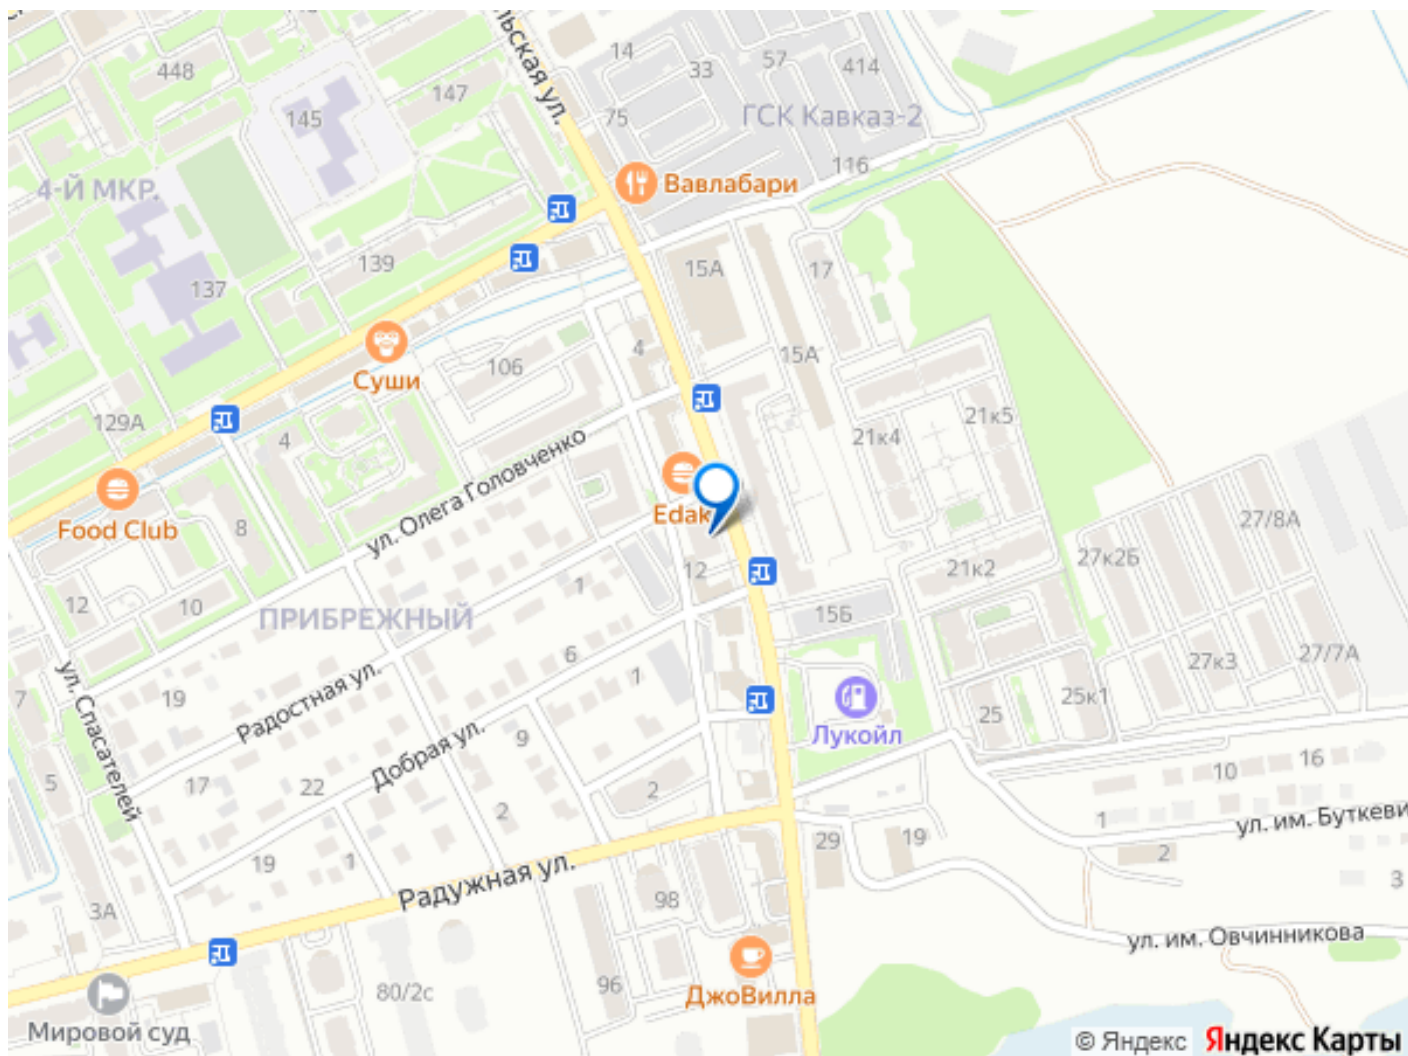 льская ул.
14
33
57
414
448
147
145
75
ГСК Кавказ-2
116
4-Й МКР.
Вавлабари
139
15А
17
137
4
15А
106
Суши
129А
4
21к4
21к5
ул. Олега Головченко
Food Club
8
Edak
27/8А
27к2Б
12
21к2
12
10
1
ПРИБРЕЖНЫЙ
15Б
6
27/7А
27к3
1
7
19
ул. Спасателей
Радостная ул.
25к1
25
Лукойл
9
Добрая ул.
5
17
22
2
10
16
2
1
ул. им. Буткеви
29
19
2
19
1
Радужная ул.
3
3А
98
ул. им. Овчинникова
80/2с
96
ДжоВилла
Мировой суд
© Яндекс Яндекс Карты